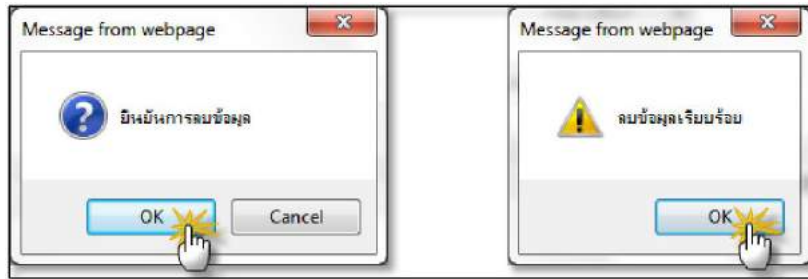 Message from webpage
ยืนยันการลบข้อมูล
OK
Cancel
Message from webpage
ลบข้อมูลเรียบร้อย
OK